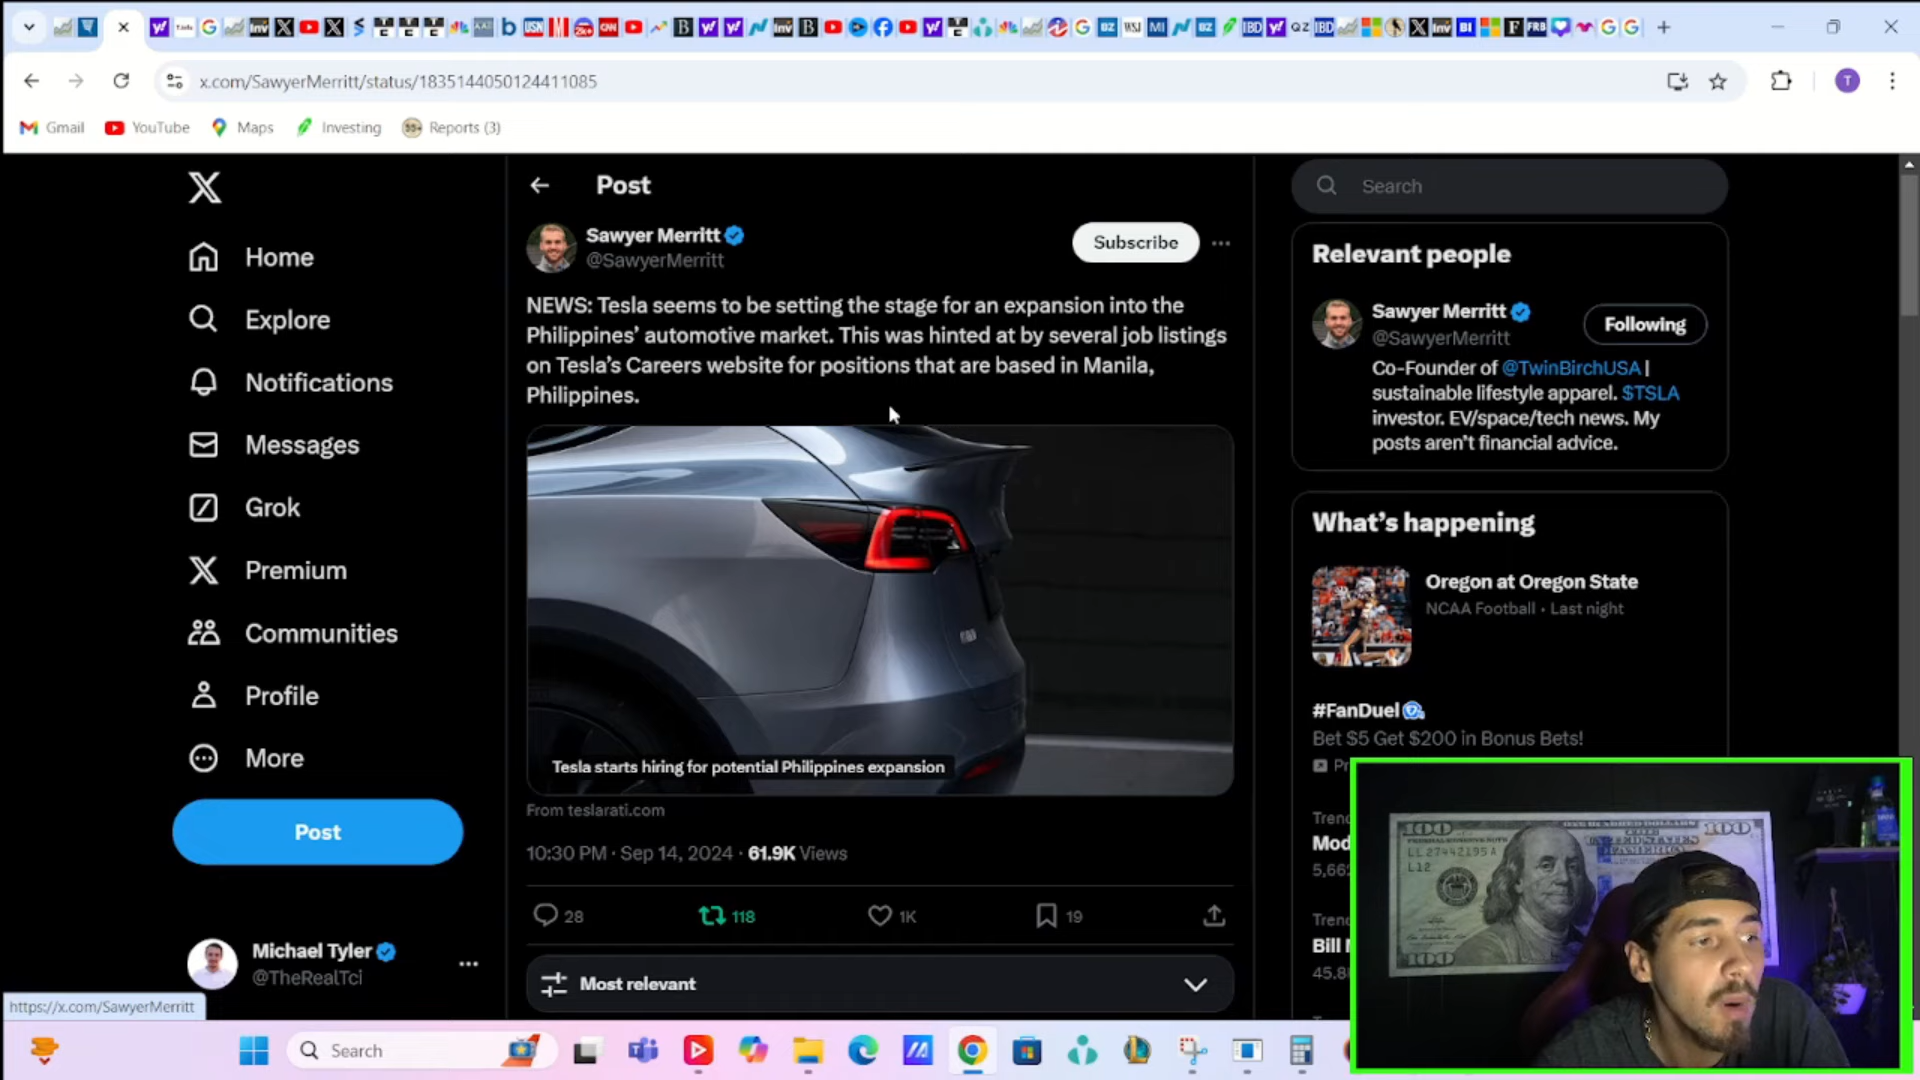 x.com/SawyerMerritt/status/1835144050124411085
Gmail
YouTube
Maps
Investing
Reports (3)
Home
Explore
Notifications
Messages
Grok
Premium
Communities
Profile
More
Post
Michael Tyler
@TheRealTci
https://x.com/SawyerMerritt
Post
Sawyer Merritt
@SawyerMerritt
Subscribe
NEWS: Tesla seems to be setting the stage for an expansion into the
Philippines’ automotive market. This was hinted at by several job listings
on Tesla’s Careers website for positions that are based in Manila,
Philippines.
Tesla starts hiring for potential Philippines expansion
From teslarati.com
10:30 PM · Sep 14, 2024 · 61.9K Views
28
118
1K
19
Most relevant
Search
Relevant people
Sawyer Merritt
@SawyerMerritt
Following
Co-Founder of @TwinBirchUSA |
sustainable lifestyle apparel. $TSLA
investor. EV/space/tech news. My
posts aren’t financial advice.
What’s happening
Oregon at Oregon State
NCAA Football · Last night
#FanDuel
Bet $5 Get $200 in Bonus Bets!
Search
100
100
LL 27442195 A
L12
100